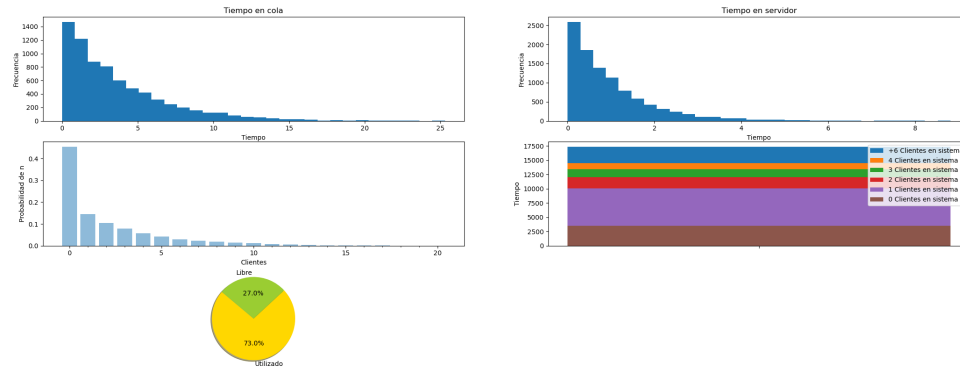 Tiempo en cola
Frecuencia
1400
1200
1000
800
600
400
200
0
0 5 10 15 20 25
Tiempo
Tiempo en servidor
Frecuencia
2500
2000
1500
1000
500
0
0 2 4 6 8
Tiempo
Probabilidad de n
0.4
0.3
0.2
0.1
0.0
0 5 10 15 20
Clientes
Tiempo
17500
15000
12500
10000
7500
5000
2500
0
+6 Clientes en sistema
4 Clientes en sistema
3 Clientes en sistema
2 Clientes en sistema
1 Clientes en sistema
0 Clientes en sistema
Libre
27.0%
73.0%
Utilizado